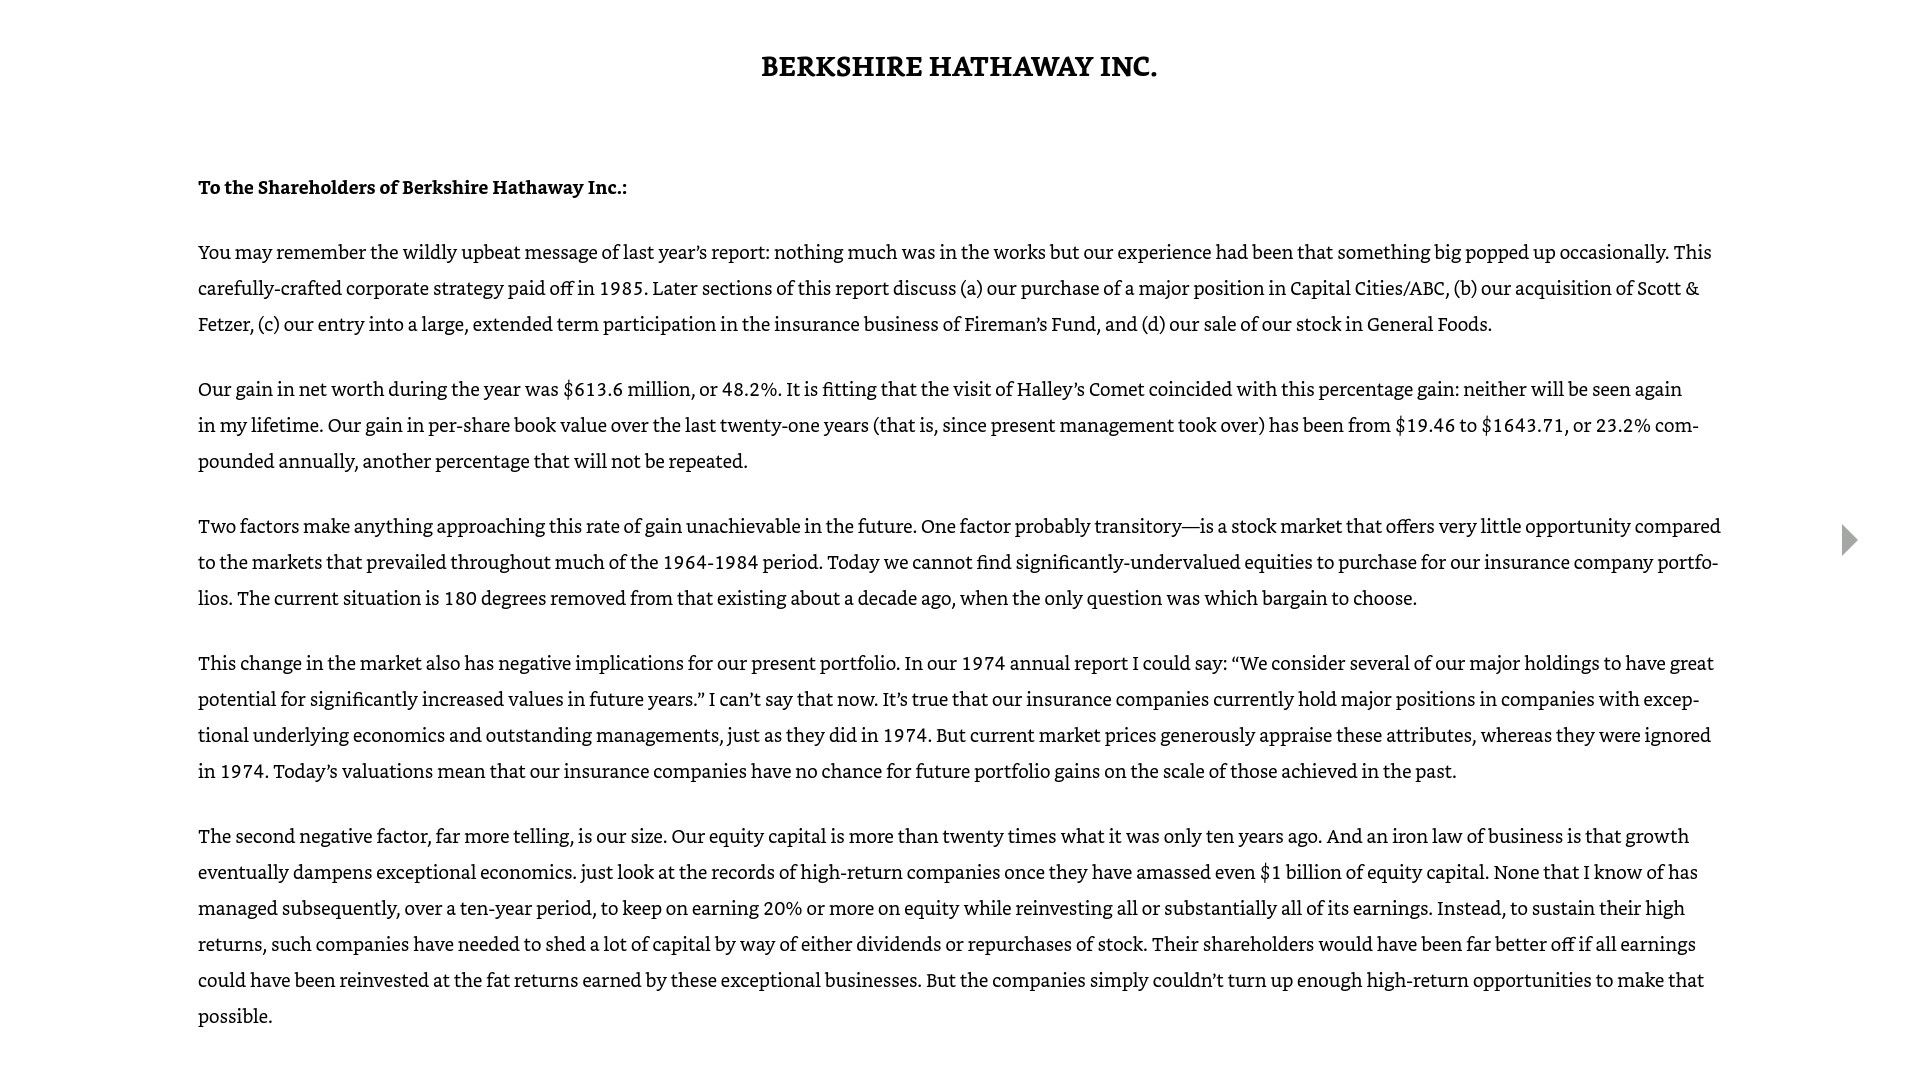 BERKSHIRE HATHAWAY INC.
To the Shareholders of Berkshire Hathaway Inc.:
You may remember the wildly upbeat message of last year’s report: nothing much was in the works but our experience had been that something big popped up occasionally. This
carefully-crafted corporate strategy paid off in 1985. Later sections of this report discuss (a) our purchase of a major position in Capital Cities/ABC, (b) our acquisition of Scott &
Fetzer, (c) our entry into a large, extended term participation in the insurance business of Fireman’s Fund, and (d) our sale of our stock in General Foods.
Our gain in net worth during the year was $613.6 million, or 48.2%. It is fitting that the visit of Halley’s Comet coincided with this percentage gain: neither will be seen again
in my lifetime. Our gain in per-share book value over the last twenty-one years (that is, since present management took over) has been from $19.46 to $1643.71, or 23.2% com-
pounded annually, another percentage that will not be repeated.
Two factors make anything approaching this rate of gain unachievable in the future. One factor probably transitory—is a stock market that offers very little opportunity compared
to the markets that prevailed throughout much of the 1964-1984 period. Today we cannot find significantly-undervalued equities to purchase for our insurance company portfo-
lios. The current situation is 180 degrees removed from that existing about a decade ago, when the only question was which bargain to choose.
This change in the market also has negative implications for our present portfolio. In our 1974 annual report I could say: “We consider several of our major holdings to have great
potential for significantly increased values in future years.” I can’t say that now. It’s true that our insurance companies currently hold major positions in companies with excep-
tional underlying economics and outstanding managements, just as they did in 1974. But current market prices generously appraise these attributes, whereas they were ignored
in 1974. Today’s valuations mean that our insurance companies have no chance for future portfolio gains on the scale of those achieved in the past.
The second negative factor, far more telling, is our size. Our equity capital is more than twenty times what it was only ten years ago. And an iron law of business is that growth
eventually dampens exceptional economics. just look at the records of high-return companies once they have amassed even $1 billion of equity capital. None that I know of has
managed subsequently, over a ten-year period, to keep on earning 20% or more on equity while reinvesting all or substantially all of its earnings. Instead, to sustain their high
returns, such companies have needed to shed a lot of capital by way of either dividends or repurchases of stock. Their shareholders would have been far better off if all earnings
could have been reinvested at the fat returns earned by these exceptional businesses. But the companies simply couldn’t turn up enough high-return opportunities to make that
possible.